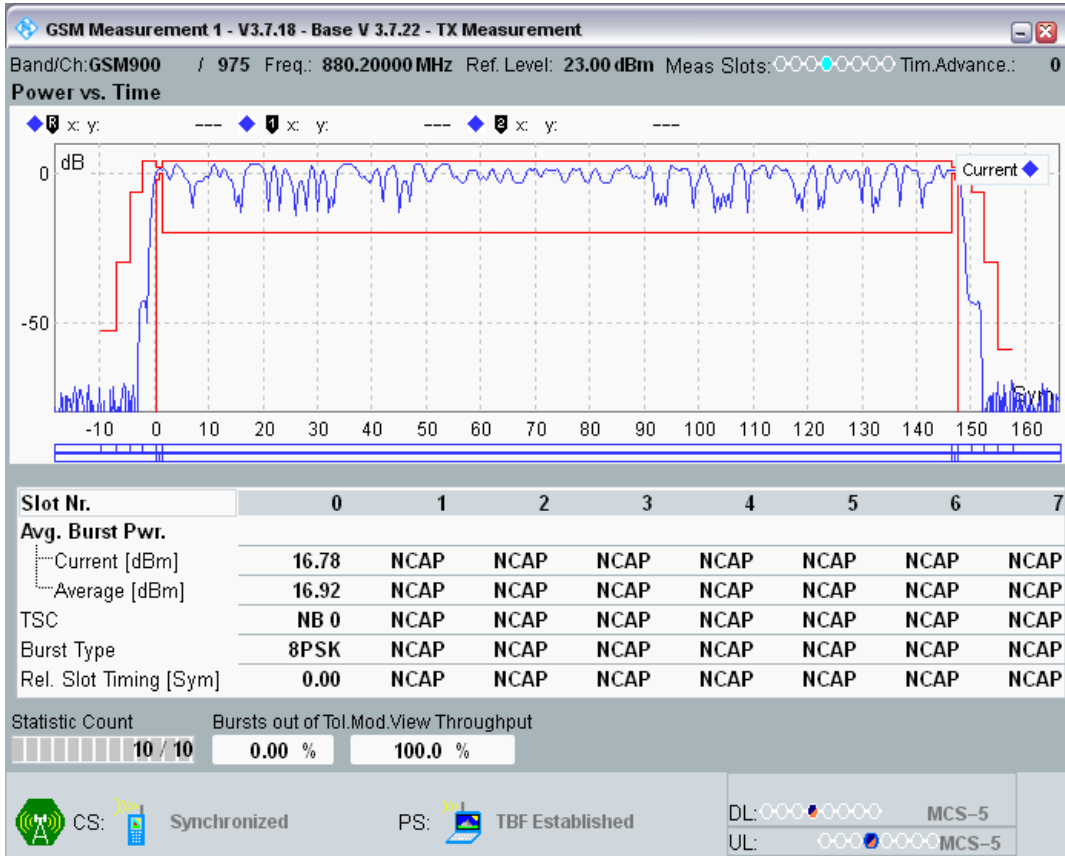 GSM Measurement 1 - V3.7.18 - Base V 3.7.22 - TX Measurement
Band/Ch:GSM900 / 975 Freq.: 880.20000 MHz Ref. Level: 23.00 dBm Meas Slots: Tim.Advance.: 0
Power vs. Time
R x: y: --- 1 x: y: --- 2 x: y: ---
dB
Current
0
-50
Sym
-10 0 10 20 30 40 50 60 70 80 90 100 110 120 130 140 150 160
Slot Nr. 0 1 2 3 4 5 6 7
Avg. Burst Pwr.
Current [dBm] 16.78 NCAP NCAP NCAP NCAP NCAP NCAP NCAP
Average [dBm] 16.92 NCAP NCAP NCAP NCAP NCAP NCAP NCAP
TSC NB 0 NCAP NCAP NCAP NCAP NCAP NCAP NCAP
Burst Type 8PSK NCAP NCAP NCAP NCAP NCAP NCAP NCAP
Rel. Slot Timing [Sym] 0.00 NCAP NCAP NCAP NCAP NCAP NCAP NCAP
Statistic Count Bursts out of Tol.Mod.View Throughput
10 / 10 0.00 % 100.0 %
CS: Synchronized PS: TBF Established DL: MCS-5
UL: MCS-5